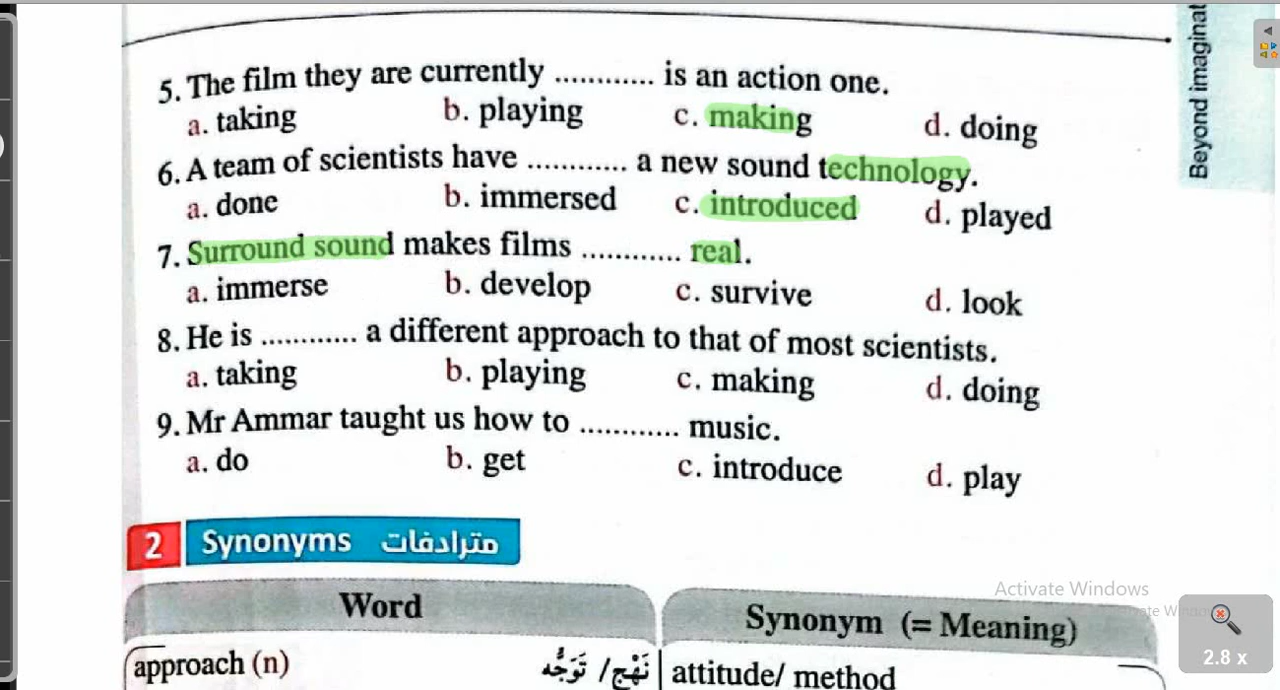 Beyond imaginat
5. The film they are currently ............ is an action one.
a. taking b. playing c. making d. doing
6. A team of scientists have ............ a new sound technology.
a. done b. immersed c. introduced d. played
7. Surround sound makes films ............ real.
a. immerse b. develop c. survive d. look
8. He is ............ a different approach to that of most scientists.
a. taking b. playing c. making d. doing
9. Mr Ammar taught us how to ............ music.
a. do b. get c. introduce d. play
2 Synonyms مترادفات
Word Synonym (= Meaning)
approach (n) نَهْج/ تَوَجُّه attitude/ method
Activate Windows
2.8 x